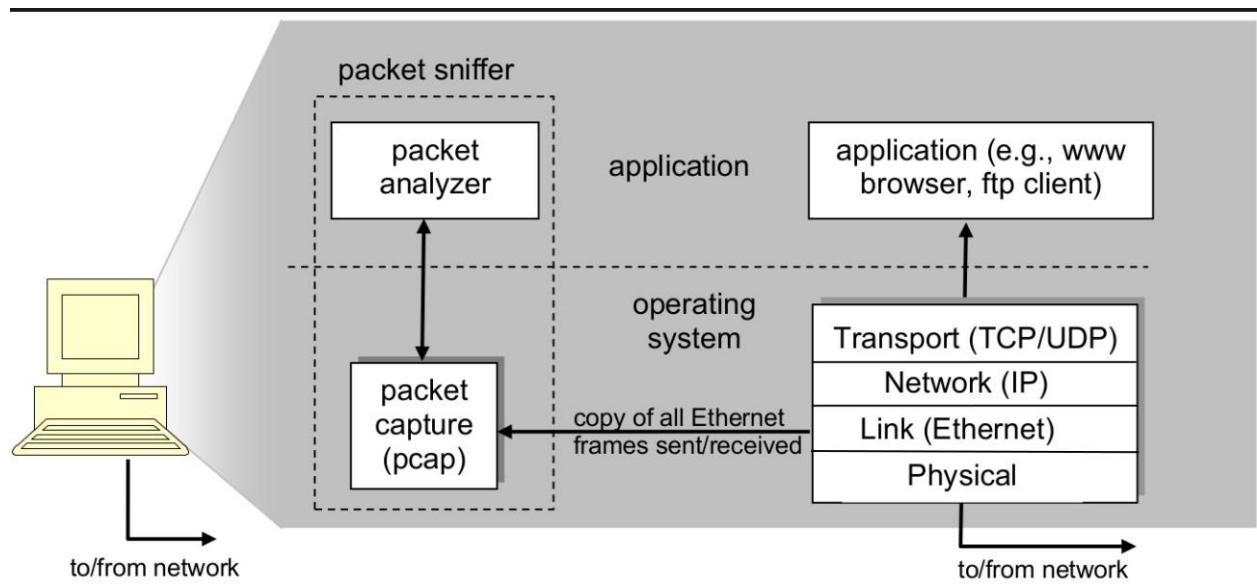 packet sniffer
packet
analyzer
application
application (e.g., www
browser, ftp client)
operating
system
packet
capture
(pcap)
copy of all Ethernet
frames sent/received
Transport (TCP/UDP)
Network (IP)
Link (Ethernet)
Physical
to/from network
to/from network